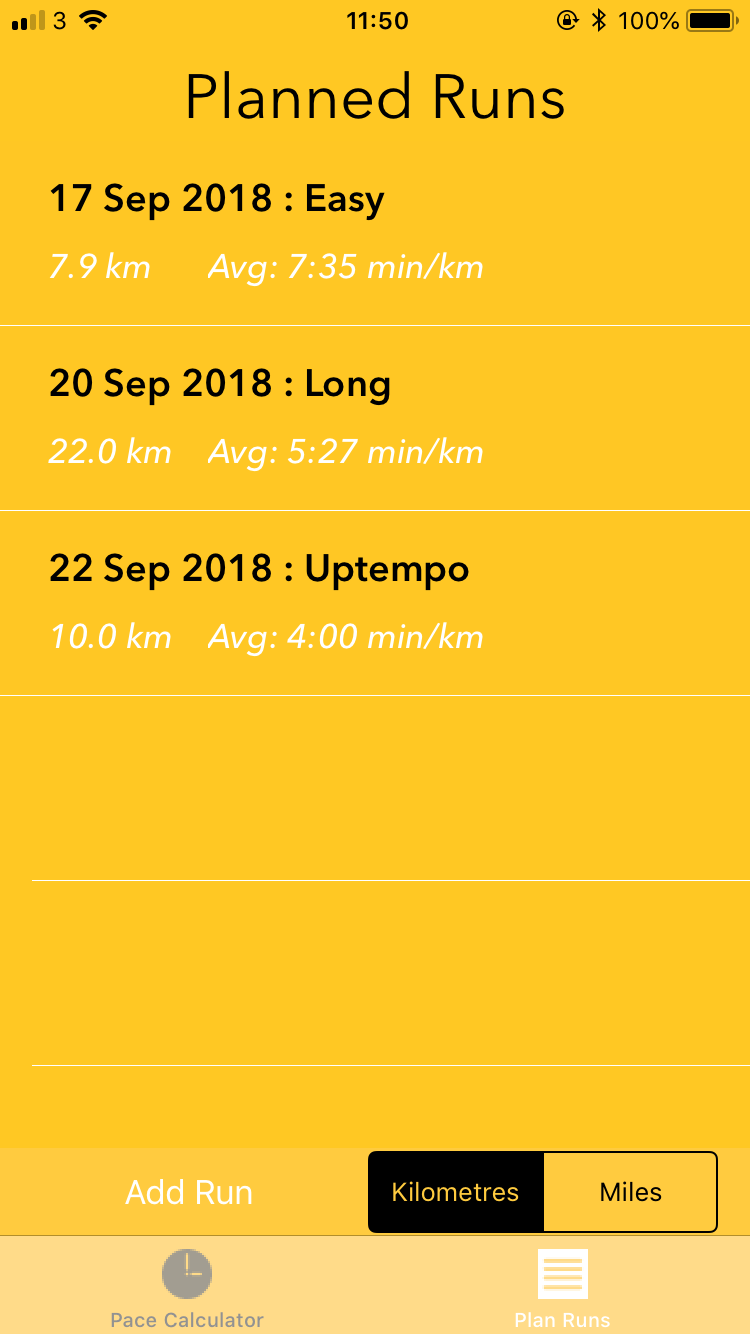 3 11:50 100%
Planned Runs
17 Sep 2018 : Easy
7.9 km Avg: 7:35 min/km
20 Sep 2018 : Long
22.0 km Avg: 5:27 min/km
22 Sep 2018 : Uptempo
10.0 km Avg: 4:00 min/km
Add Run Kilometres Miles
Pace Calculator Plan Runs